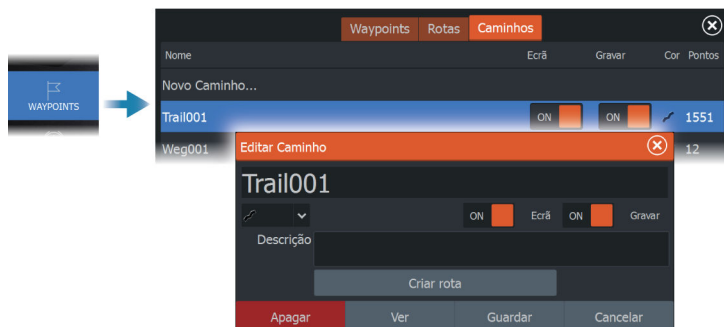 Waypoints Rotas Caminhos
Nome Ecrã Gravar Cor Pontos
Novo Caminho...
WAYPOINTS
Trail001 ON ON 1551
Weg001 12
Editar Caminho
Trail001
ON Ecrã ON Gravar
Descrição
Criar rota
Apagar Ver Guardar Cancelar